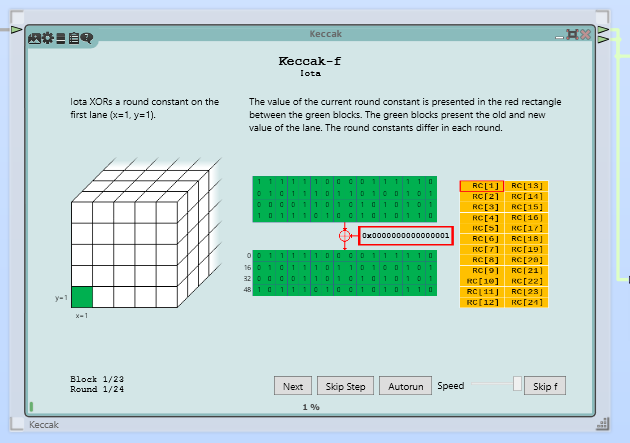 Keccak
Keccak-f
Iota
Iota XORs a round constant on the
first lane (x=1, y=1).
The value of the current round constant is presented in the red rectangle
between the green blocks. The green blocks present the old and new
value of the lane. The round constants differ in each round.
0x0000000000000001
0
16
32
48
RC[1] RC[13]
RC[2] RC[14]
RC[3] RC[15]
RC[4] RC[16]
RC[5] RC[17]
RC[6] RC[18]
RC[7] RC[19]
RC[8] RC[20]
RC[9] RC[21]
RC[10] RC[22]
RC[11] RC[23]
RC[12] RC[24]
y=1
x=1
Block 1/23
Round 1/24
Next
Skip Step
Autorun
Speed
Skip f
1 %
Keccak